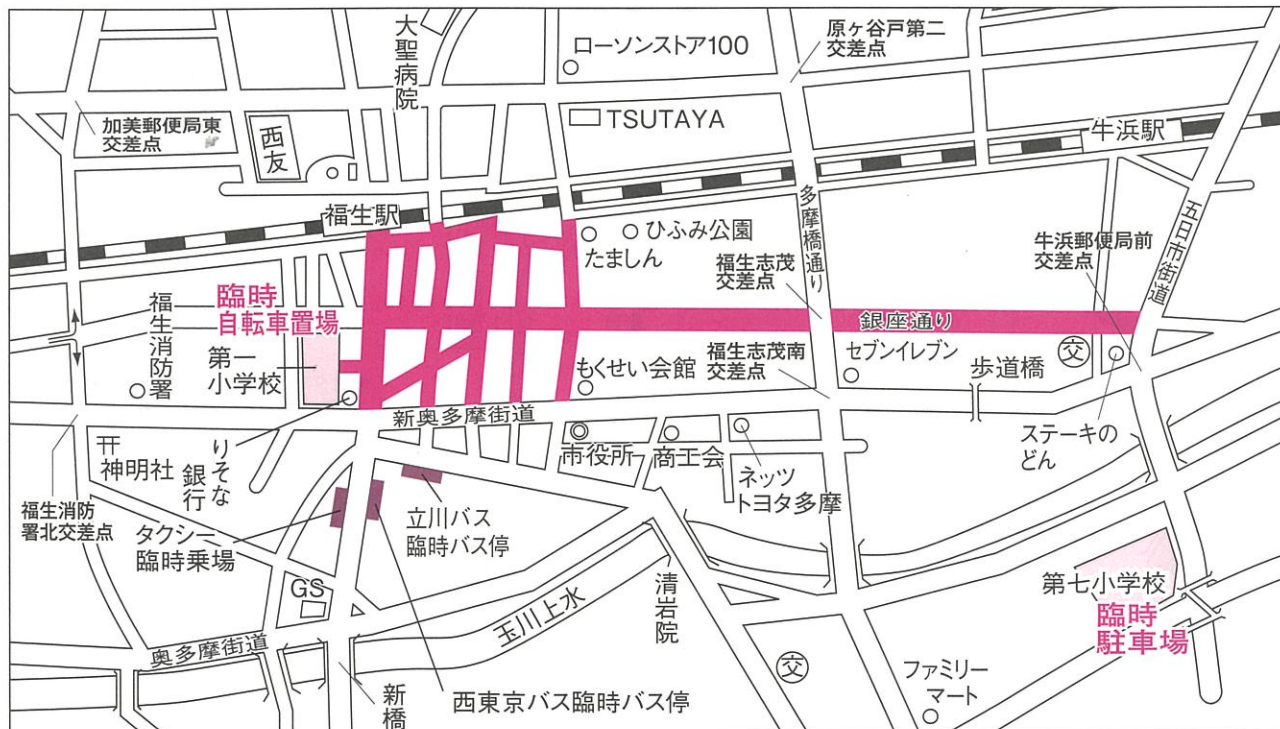 大聖病院
ローソンストア100
原ヶ谷戸第二
交差点
加美郵便局東
交差点
西友
TSUTAYA
牛浜駅
福生駅
ひふみ公園
たましん
多摩橋通り
五日市街道
牛浜郵便局前
交差点
福生志茂
交差点
臨時
自転車置場
福生消防署
第一
小学校
銀座通り
セブンイレブン
交
歩道橋
もくせい会館
福生志茂南
交差点
新奥多摩街道
神明社
りそな
銀行
市役所
商工会
ネッツ
トヨタ多摩
ステーキの
どん
福生消防
署北交差点
タクシー
臨時乗場
立川バス
臨時バス停
GS
清岩院
第七小学校
臨時
駐車場
玉川上水
奥多摩街道
新橋
西東京バス臨時バス停
交
ファミリー
マート